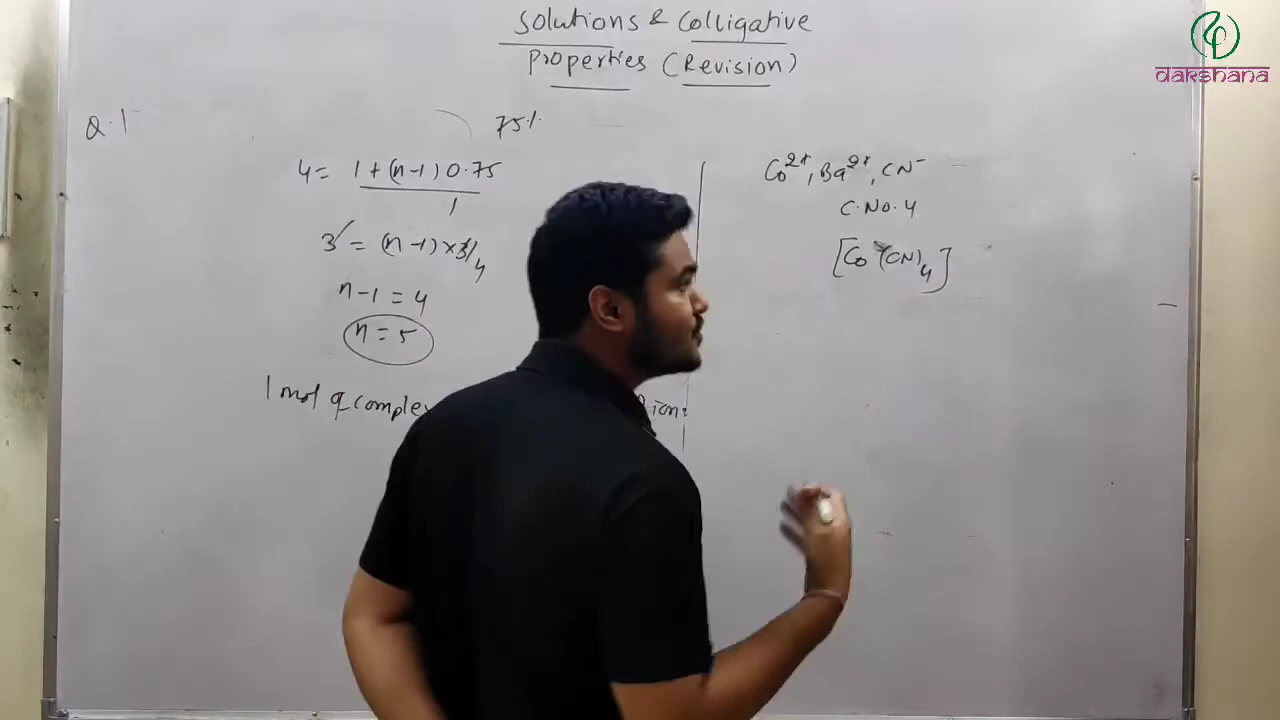 Solutions & Colligative
Properties (Revision)
dakshana
Q.1
75%
4 = 1 + (n-1) 0.75
1
3 = (n-1) × 3/4
n-1 = 4
n = 5
1 mol of complex
ions
Co²⁺, Ba²⁺, CN⁻
C.No.4
[Co (CN)₄]